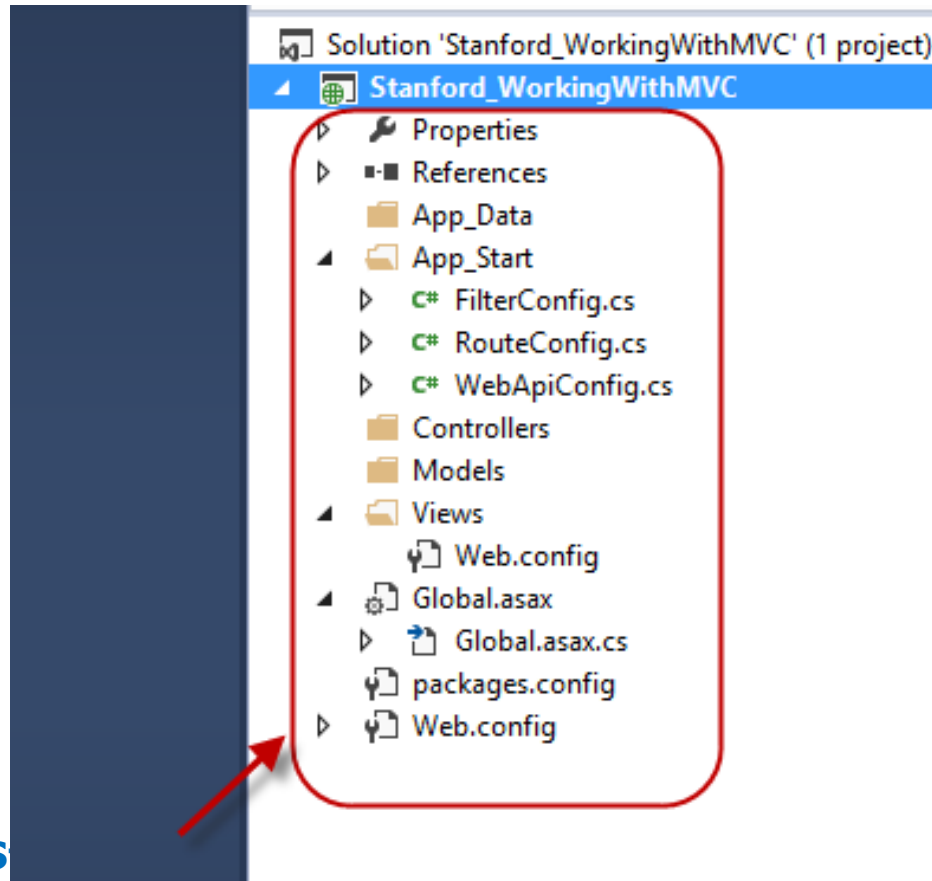 Solution 'Stanford_WorkingWithMVC' (1 project)
Stanford_WorkingWithMVC
Properties
References
App_Data
App_Start
C# FilterConfig.cs
C# RouteConfig.cs
C# WebApiConfig.cs
Controllers
Models
Views
Web.config
Global.asax
Global.asax.cs
packages.config
Web.config